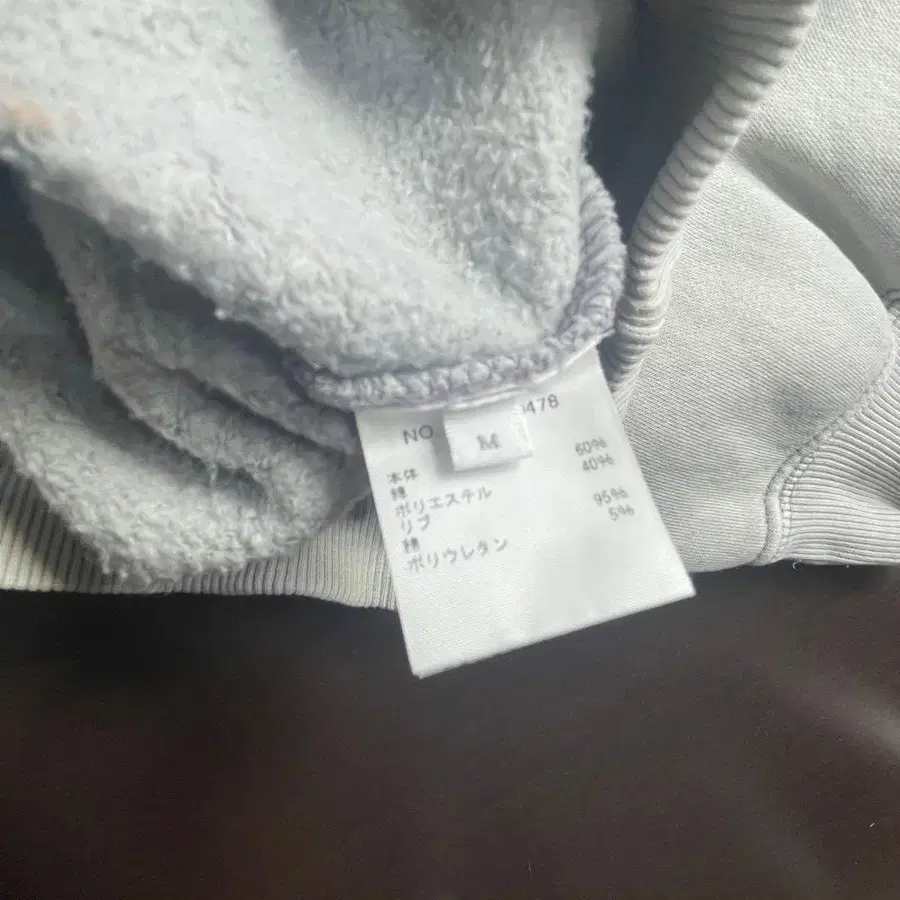 NO. 478
M
本体
綿 60%
ポリエステル 40%
リブ
綿 95%
ポリウレタン 5%